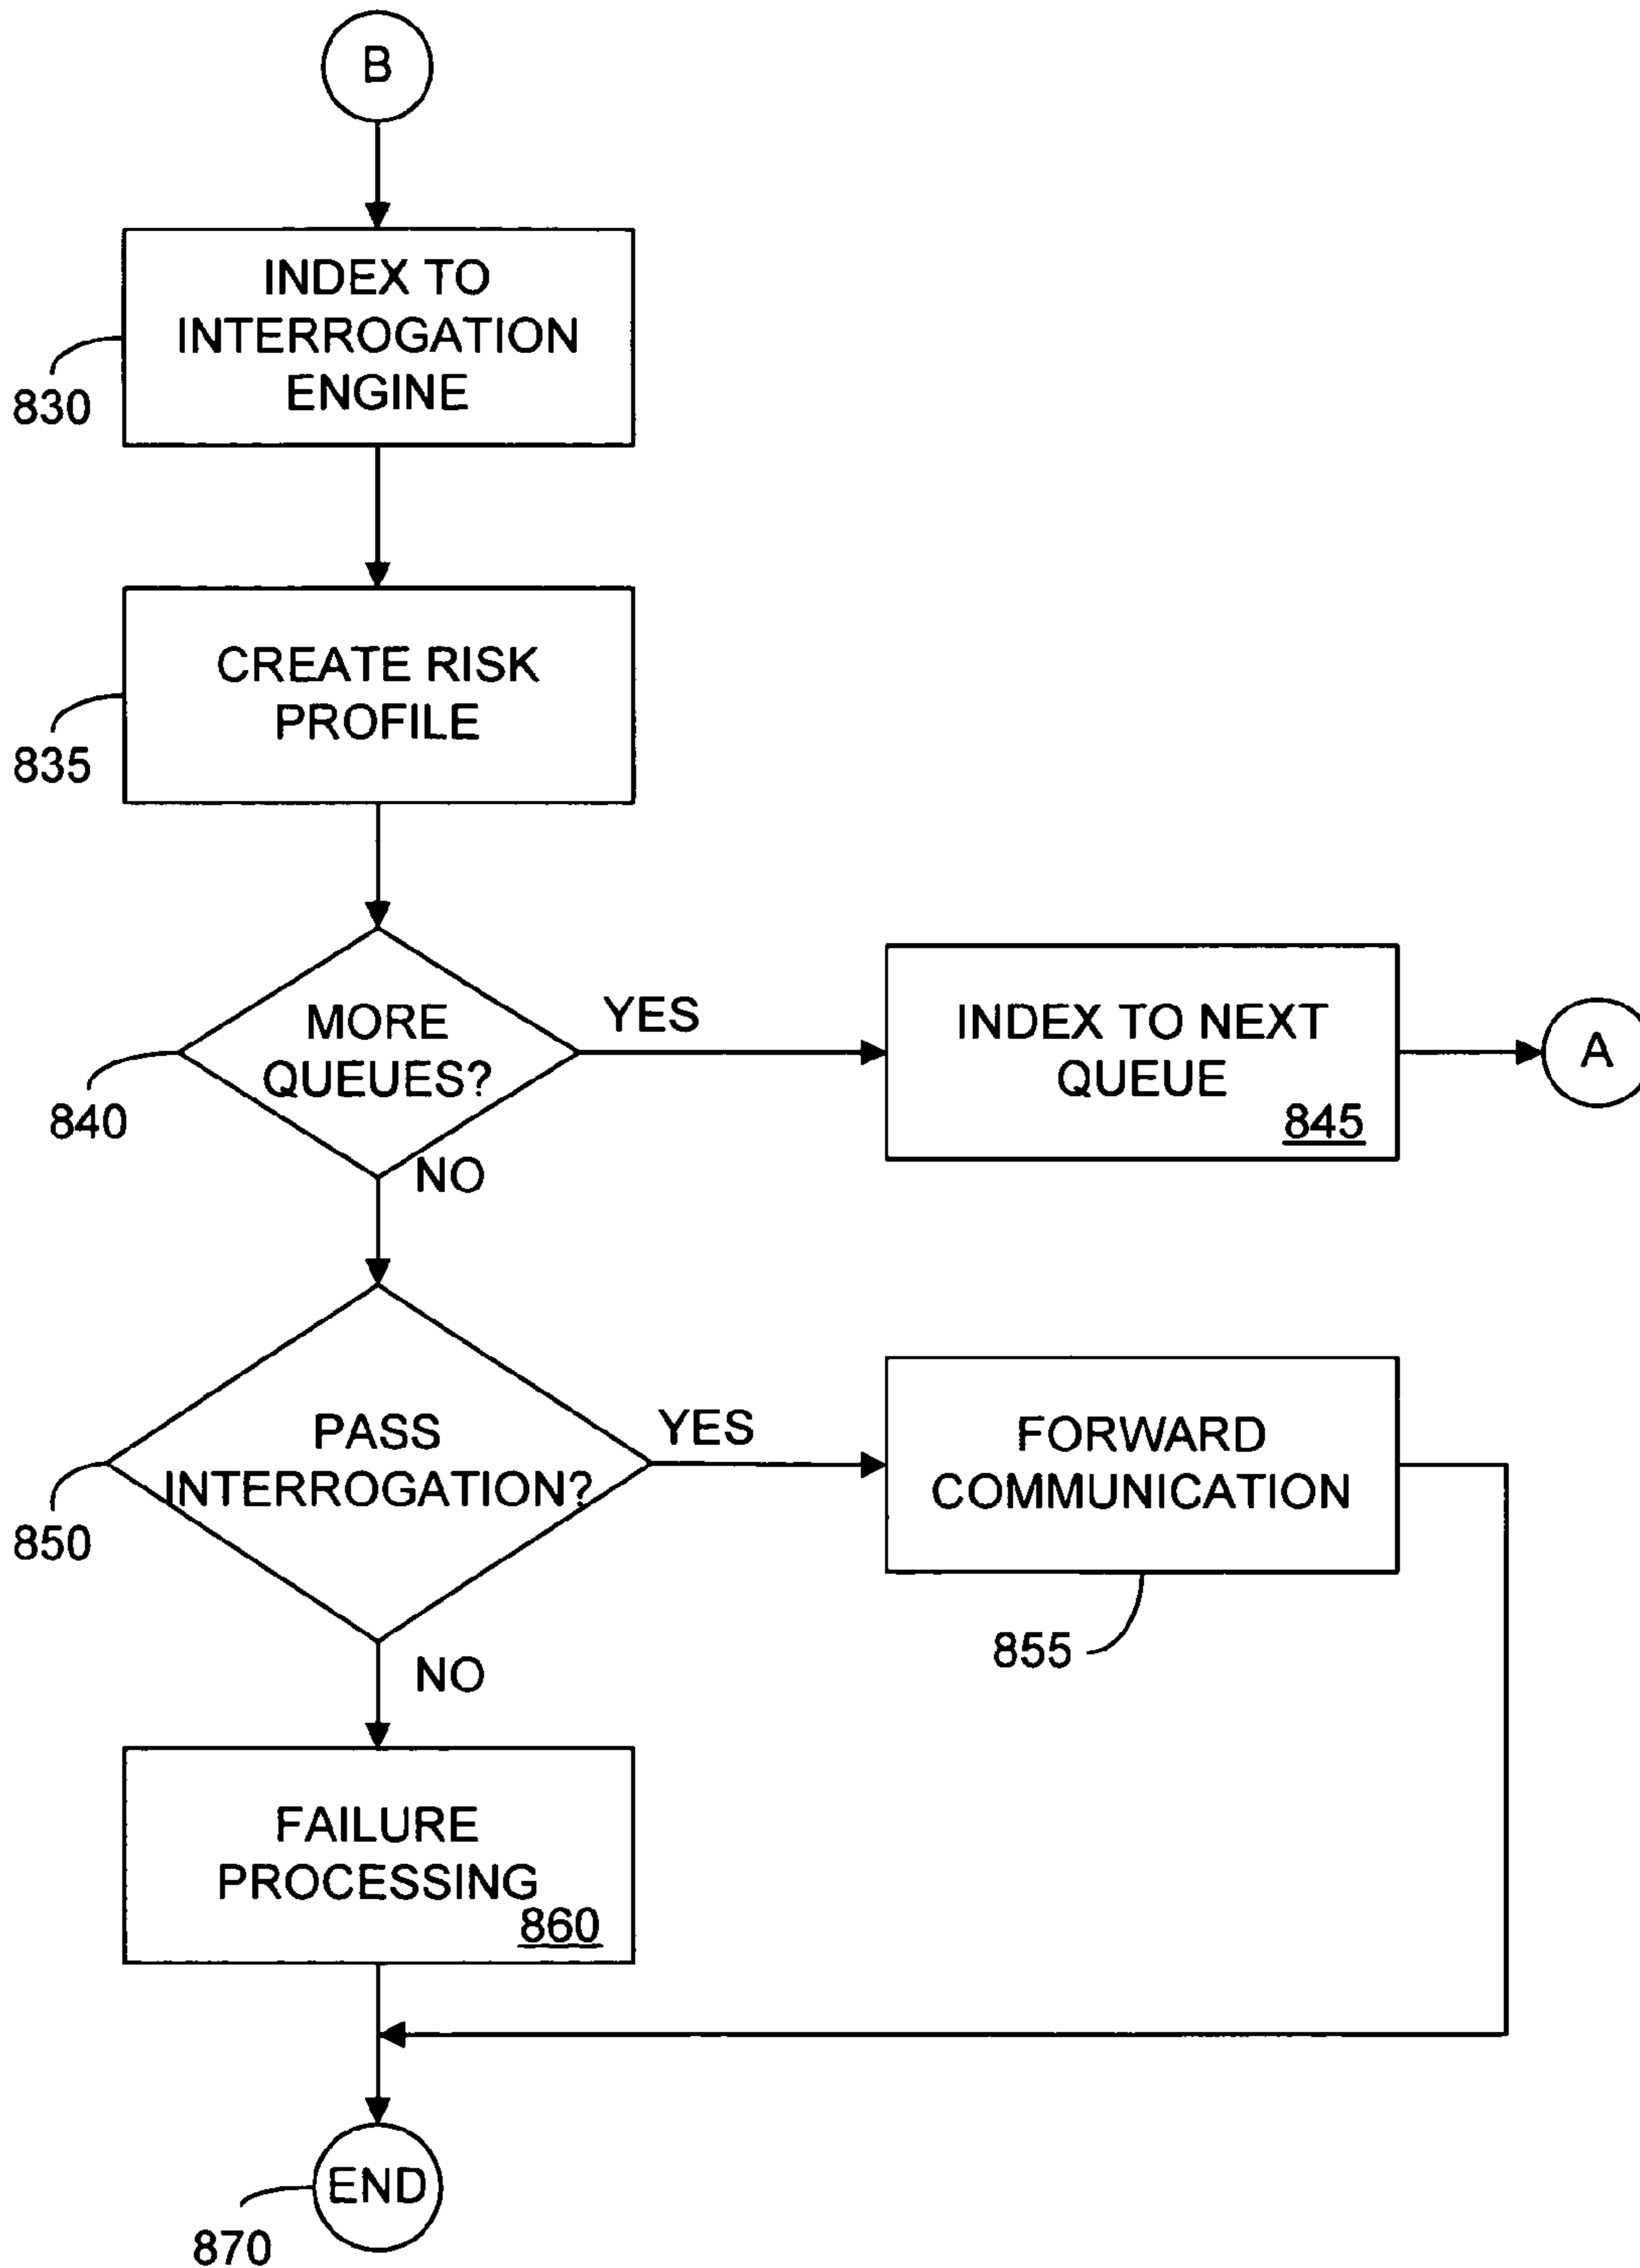 B
INDEX TO
INTERROGATION
ENGINE
830
CREATE RISK
PROFILE
835
MORE
QUEUES?
840
YES
INDEX TO NEXT
QUEUE
845
A
NO
PASS
INTERROGATION?
850
YES
FORWARD
COMMUNICATION
855
NO
FAILURE
PROCESSING
860
END
870